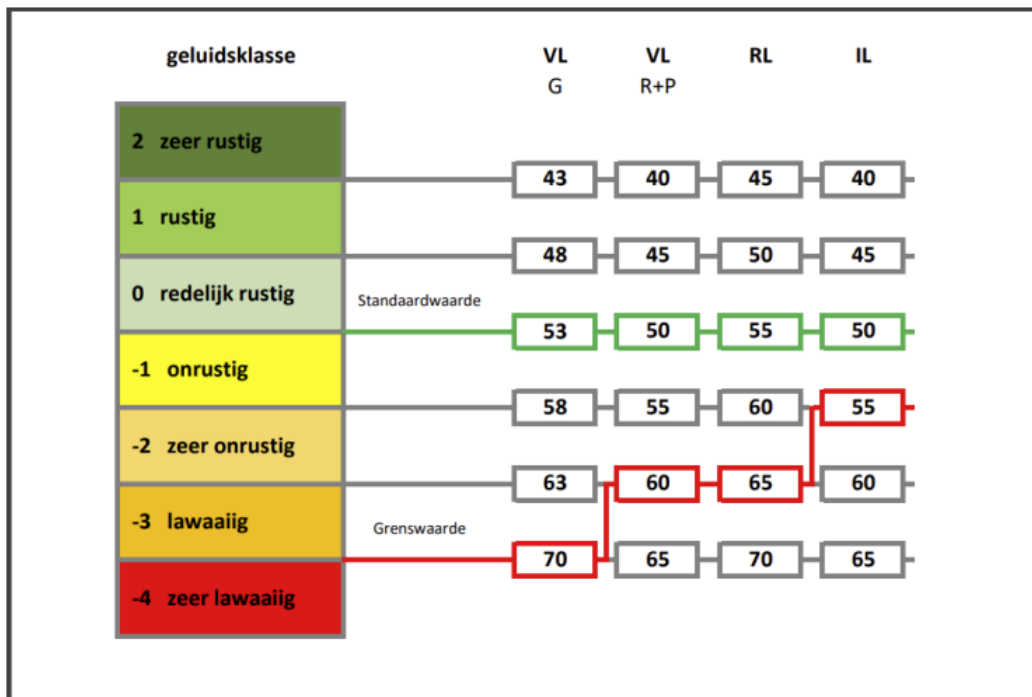 geluidsklasse VL VL RL IL
G R+P
2 zeer rustig
43 40 45 40
1 rustig
48 45 50 45
0 redelijk rustig
Standaardwaarde
53 50 55 50
-1 onrustig
58 55 60 55
-2 zeer onrustig
63 60 65 60
-3 lawaaiig
Grenswaarde
70 65 70 65
-4 zeer lawaaiig